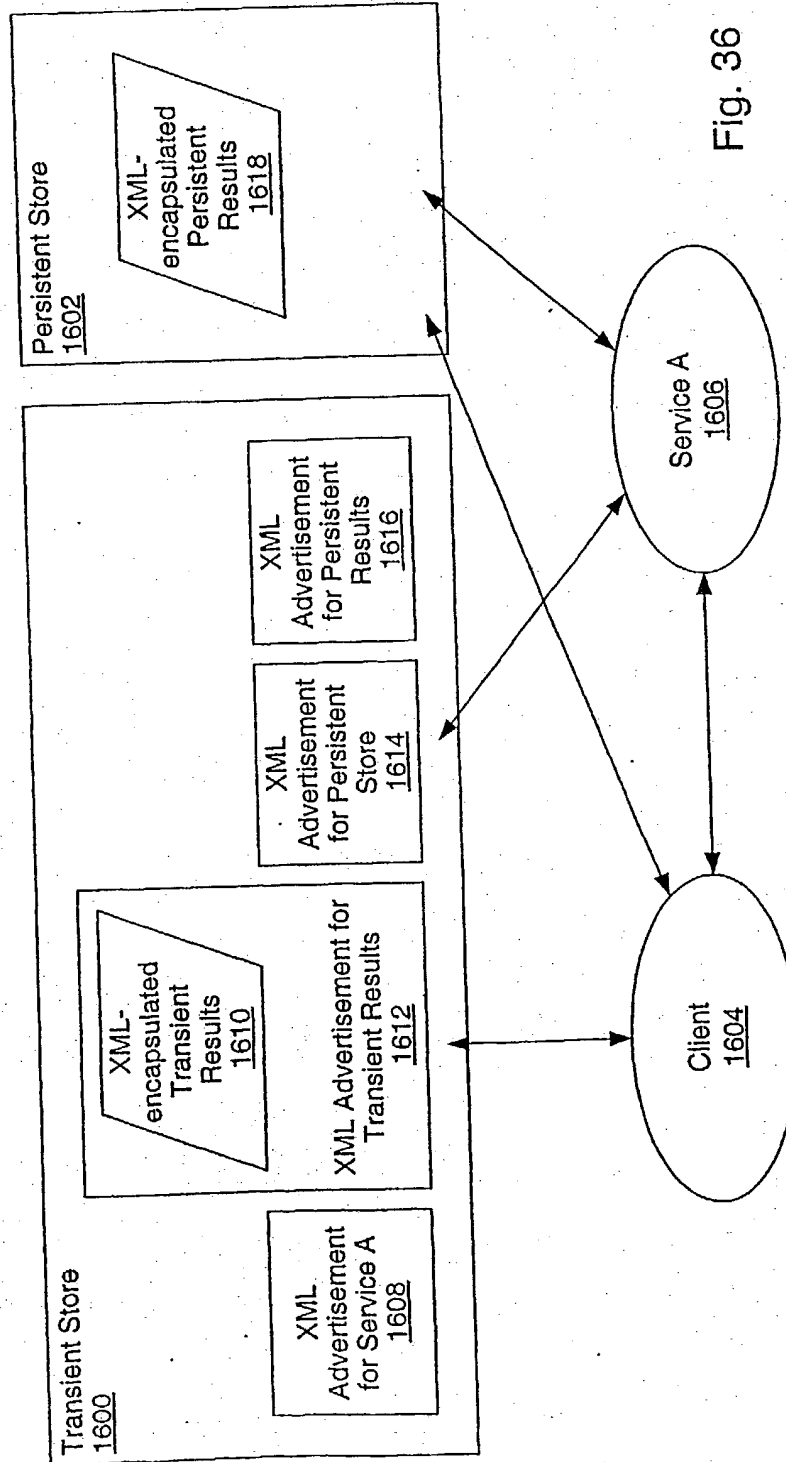 Transient Store
1600
XML
Advertisement
for Service A
1608
XML-
encapsulated
Transient
Results
1610
XML Advertisement for
Transient Results
1612
XML
Advertisement
for Persistent
Store
1614
XML
Advertisement
for Persistent
Results
1616
Persistent Store
1602
XML-
encapsulated
Persistent
Results
1618
Client
1604
Service A
1606
Fig. 36